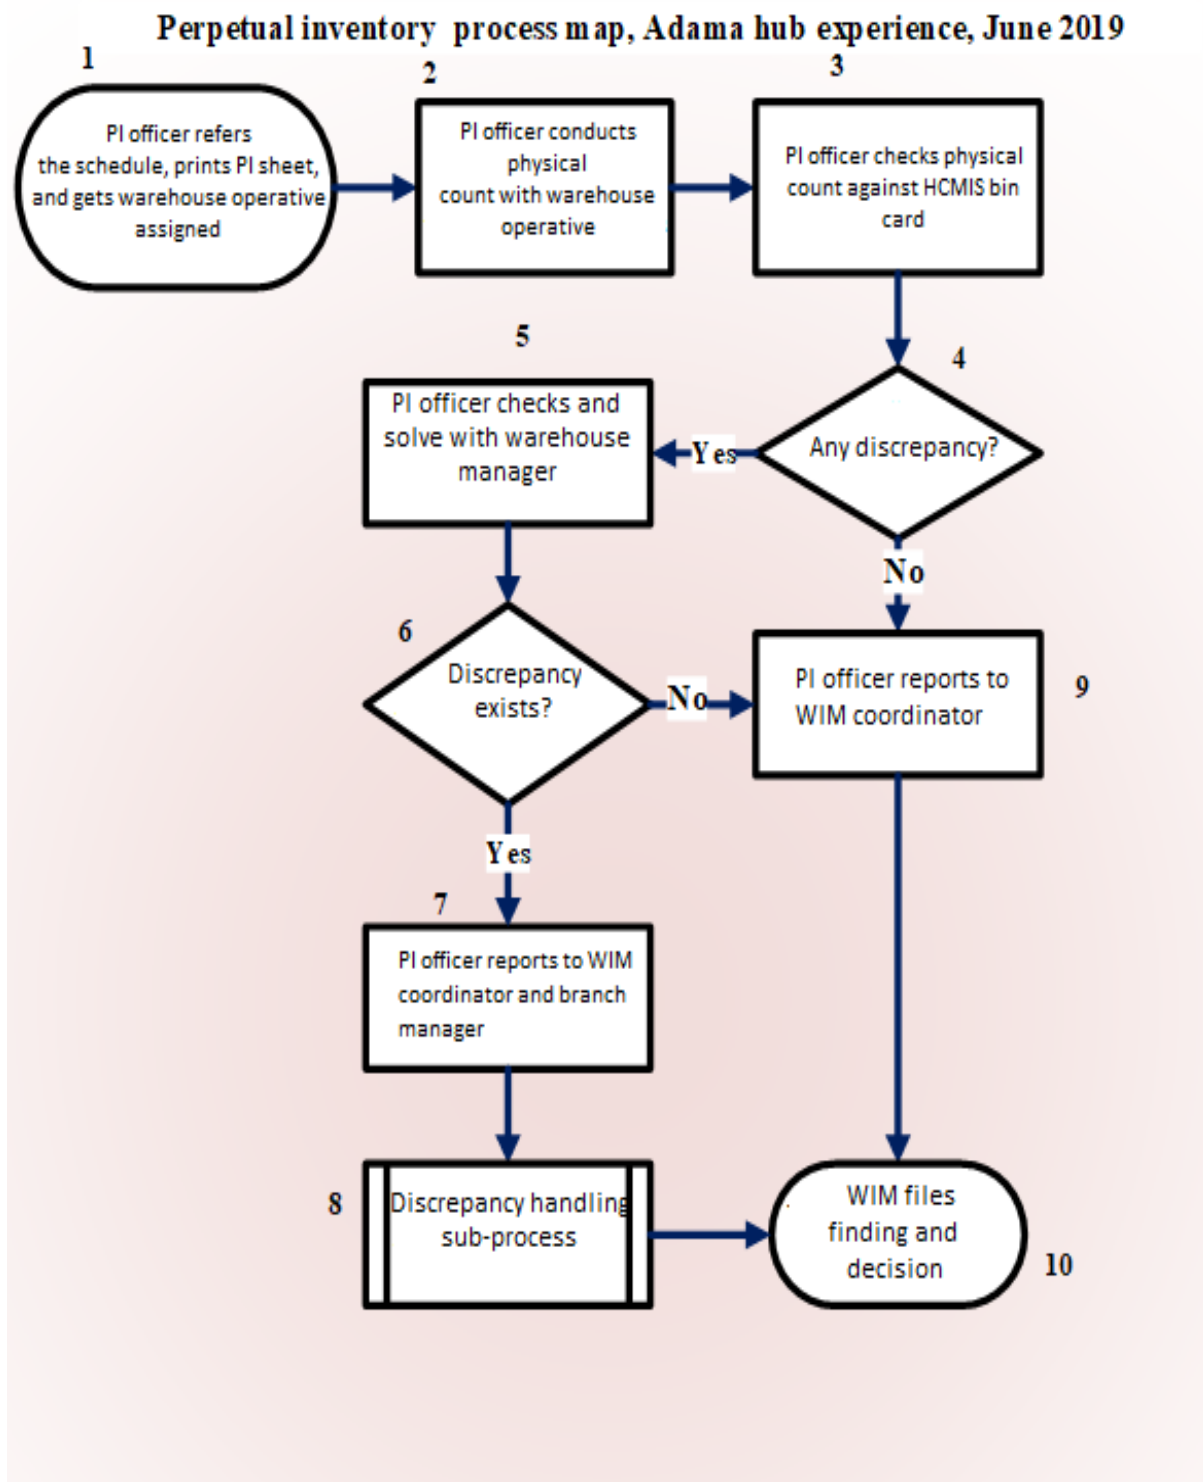 Perpetual inventory process map, Adama hub experience, June 2019
1
PI officer refers
the schedule, prints PI sheet,
and gets warehouse operative
assigned
2
PI officer conducts
physical
count with warehouse
operative
3
PI officer checks physical
count against HCMIS bin
card
4
Any discrepancy?
Yes
No
5
PI officer checks and
solve with warehouse
manager
6
Discrepancy
exists?
No
Yes
7
PI officer reports to WIM
coordinator and branch
manager
8
Discrepancy handling
sub-process
PI officer reports to
WIM coordinator
9
WIM files
finding and
decision
10